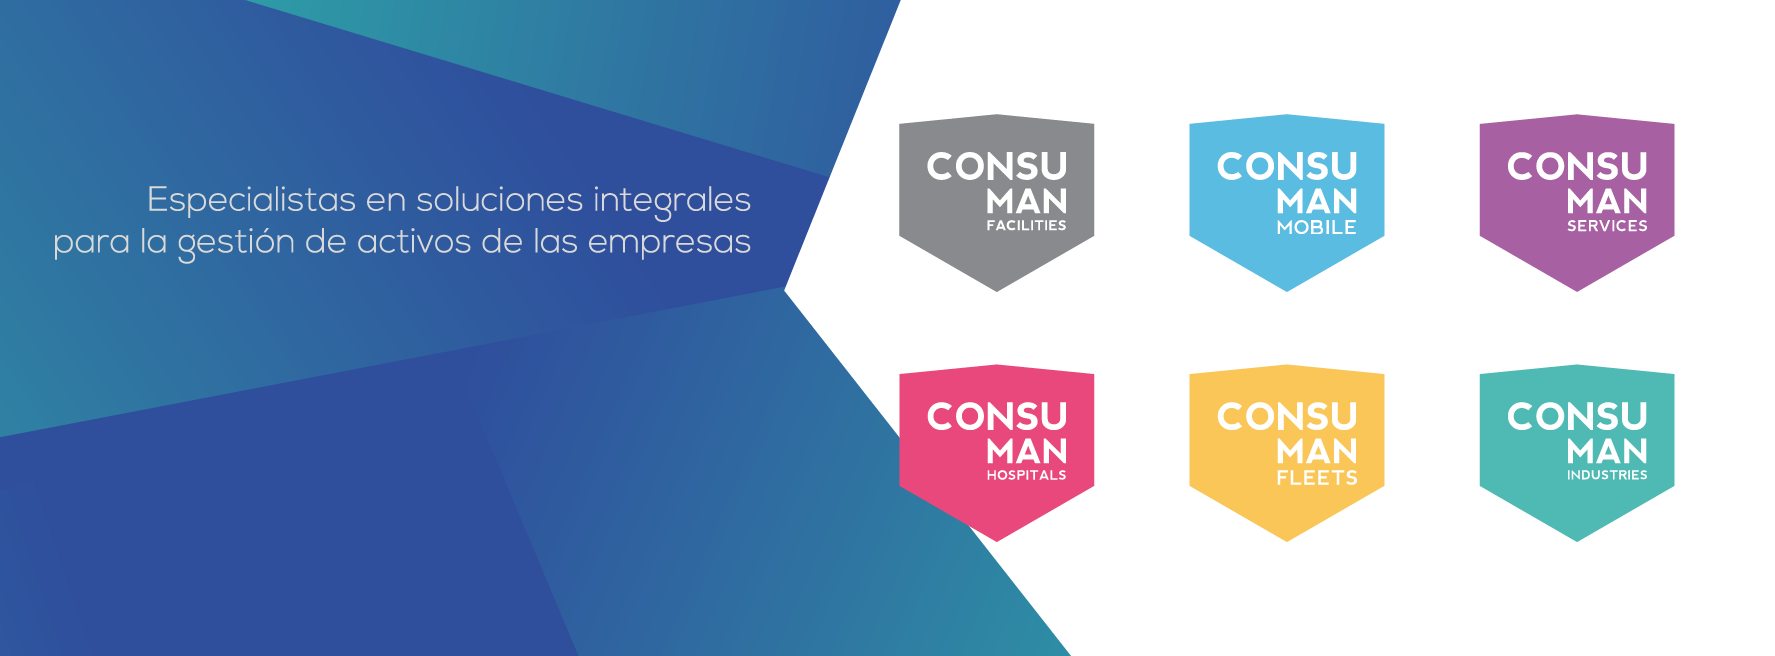 Especialistas en soluciones integrales
para la gestión de activos de las empresas
CONSU
MAN
FACILITIES
CONSU
MAN
MOBILE
CONSU
MAN
SERVICES
CONSU
MAN
HOSPITALS
CONSU
MAN
FLEETS
CONSU
MAN
INDUSTRIES